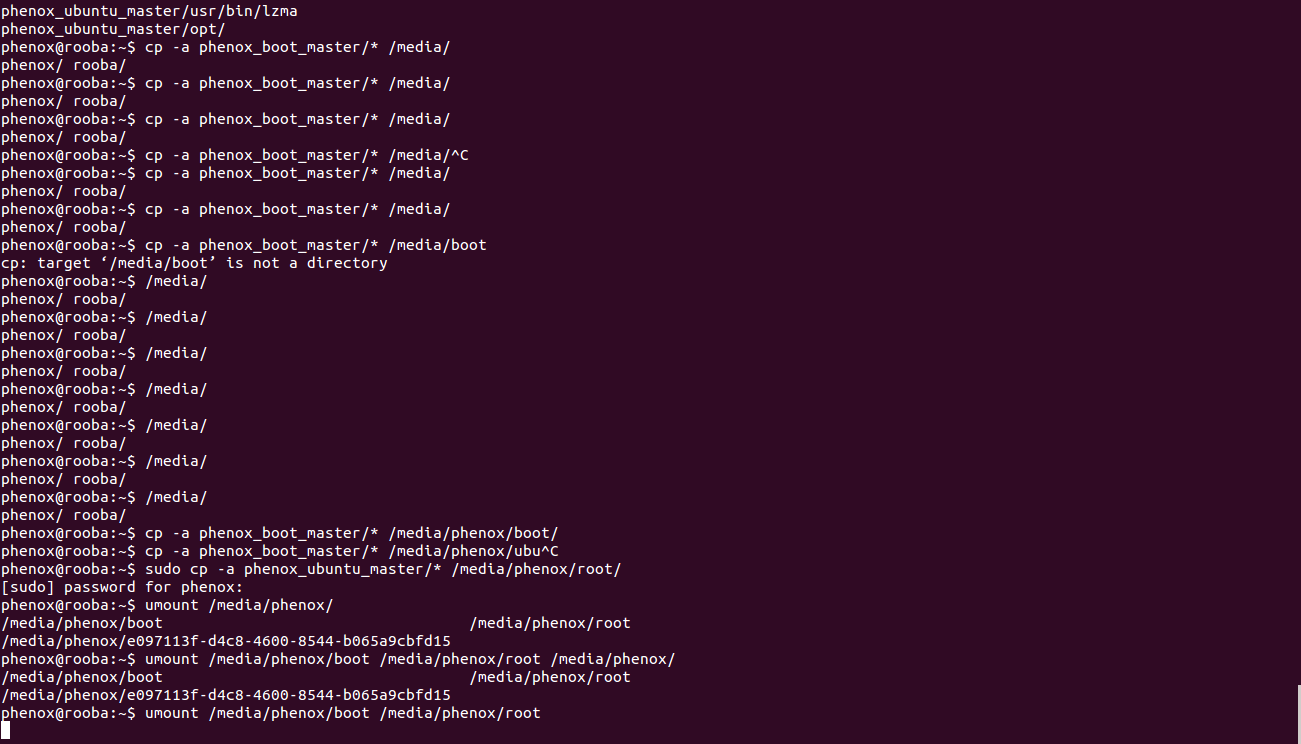 phenox_ubuntu_master/usr/bin/lzma
phenox_ubuntu_master/opt/
phenox@rooba:~$ cp -a phenox_boot_master/* /media/
phenox/ rooba/
phenox@rooba:~$ cp -a phenox_boot_master/* /media/
phenox/ rooba/
phenox@rooba:~$ cp -a phenox_boot_master/* /media/
phenox/ rooba/
phenox@rooba:~$ cp -a phenox_boot_master/* /media/^C
phenox@rooba:~$ cp -a phenox_boot_master/* /media/
phenox/ rooba/
phenox@rooba:~$ cp -a phenox_boot_master/* /media/
phenox/ rooba/
phenox@rooba:~$ cp -a phenox_boot_master/* /media/boot
cp: target ‘/media/boot’ is not a directory
phenox@rooba:~$ /media/
phenox/ rooba/
phenox@rooba:~$ /media/
phenox/ rooba/
phenox@rooba:~$ /media/
phenox/ rooba/
phenox@rooba:~$ /media/
phenox/ rooba/
phenox@rooba:~$ /media/
phenox/ rooba/
phenox@rooba:~$ /media/
phenox/ rooba/
phenox@rooba:~$ /media/
phenox/ rooba/
phenox@rooba:~$ cp -a phenox_boot_master/* /media/phenox/boot/
phenox@rooba:~$ cp -a phenox_boot_master/* /media/phenox/ubu^C
phenox@rooba:~$ sudo cp -a phenox_ubuntu_master/* /media/phenox/root/
[sudo] password for phenox:
phenox@rooba:~$ umount /media/phenox/
/media/phenox/boot /media/phenox/root
/media/phenox/e097113f-d4c8-4600-8544-b065a9cbfd15
phenox@rooba:~$ umount /media/phenox/boot /media/phenox/root /media/phenox/
/media/phenox/boot /media/phenox/root
/media/phenox/e097113f-d4c8-4600-8544-b065a9cbfd15
phenox@rooba:~$ umount /media/phenox/boot /media/phenox/root